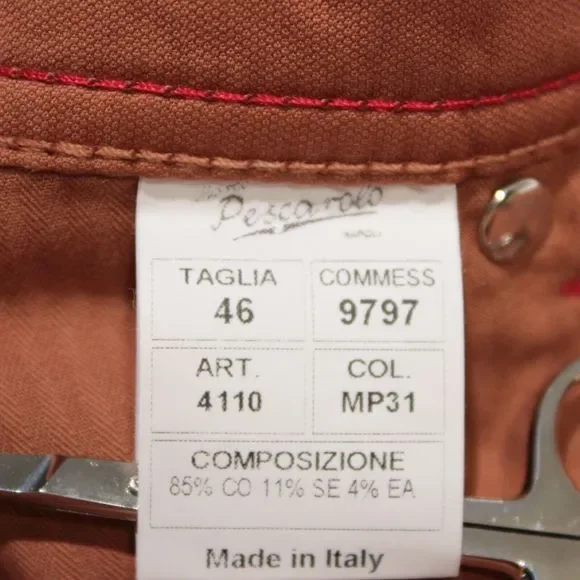 Pescarolo
NAPOLI
TAGLIA
46
COMMESS
9797
ART.
4110
COL.
MP31
COMPOSIZIONE
85% CO 11% SE 4% EA
Made in Italy